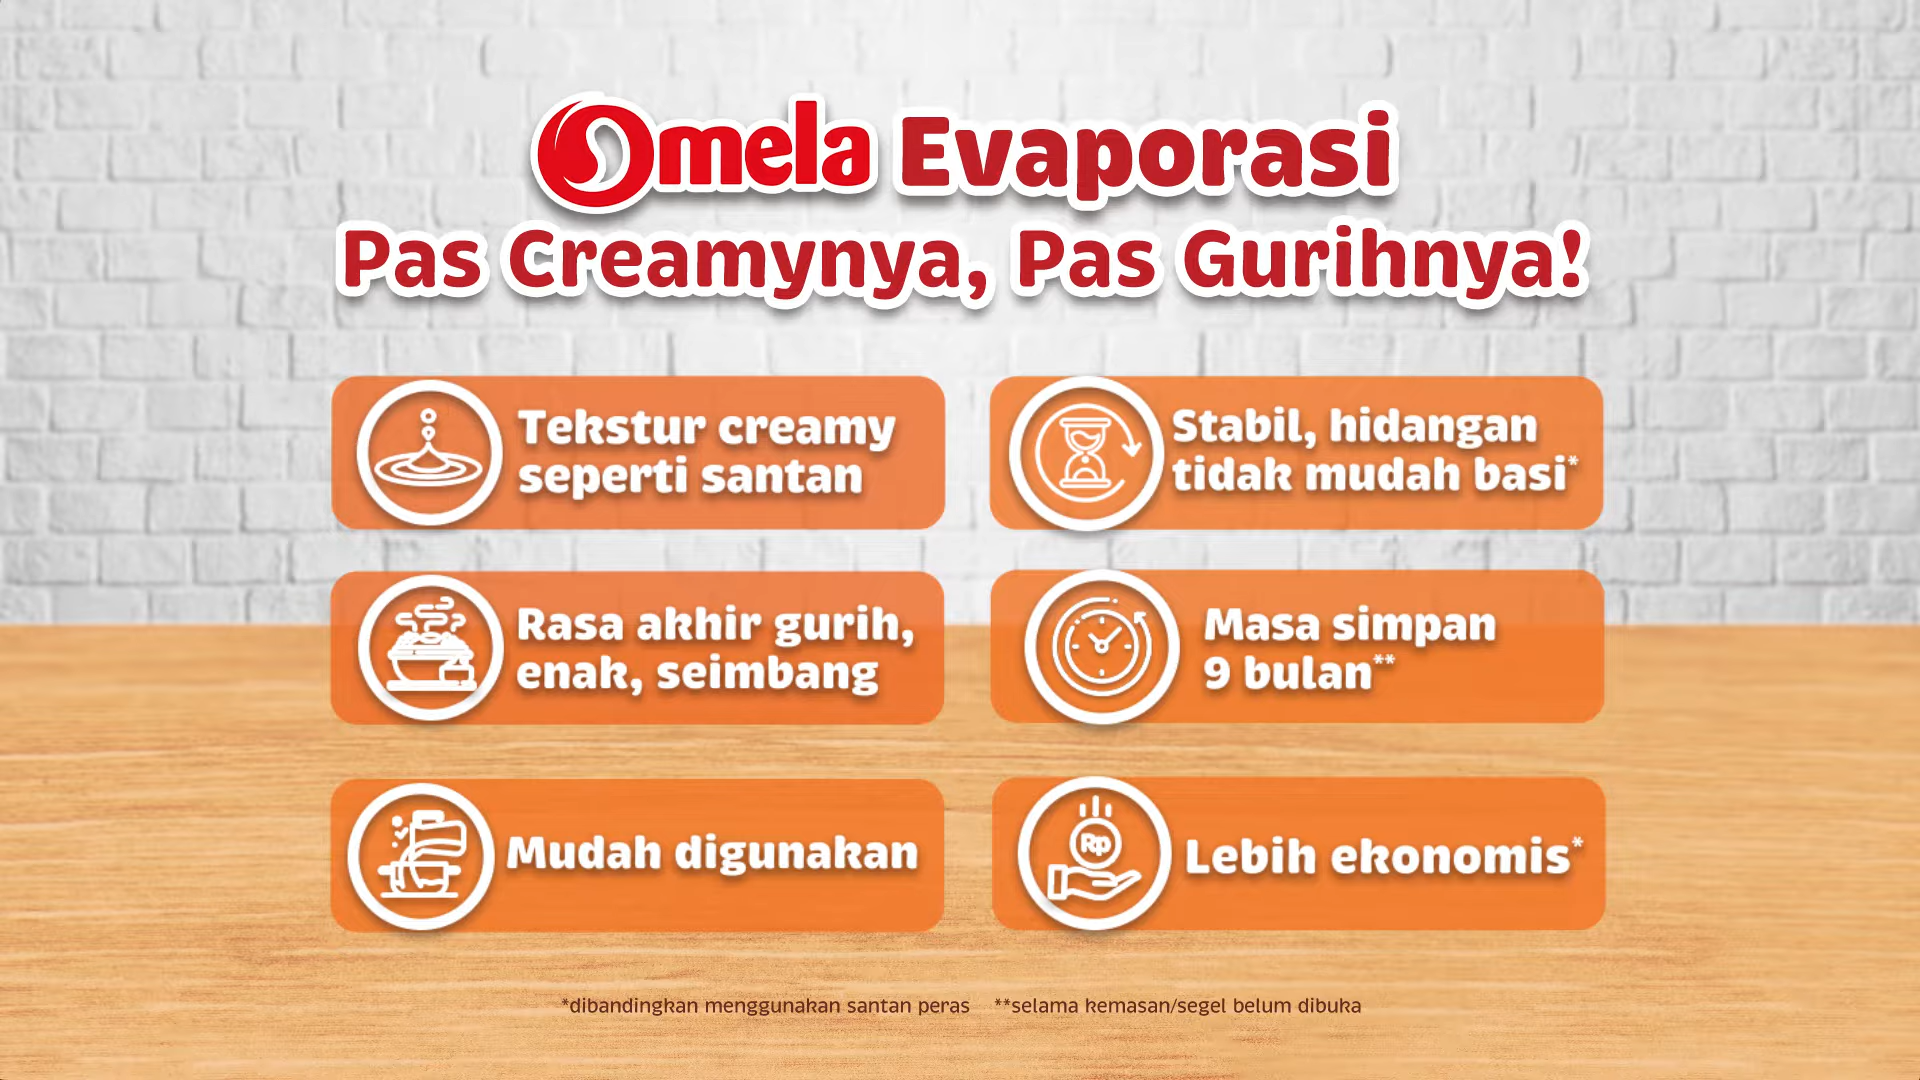 Omela Evaporasi
Pas Creamynya, Pas Gurihnya!
Tekstur creamy
seperti santan
Stabil, hidangan
tidak mudah basi*
Rasa akhir gurih,
enak, seimbang
Masa simpan
9 bulan**
Mudah digunakan
Rp
Lebih ekonomis*
*dibandingkan menggunakan santan peras **selama kemasan/segel belum dibuka